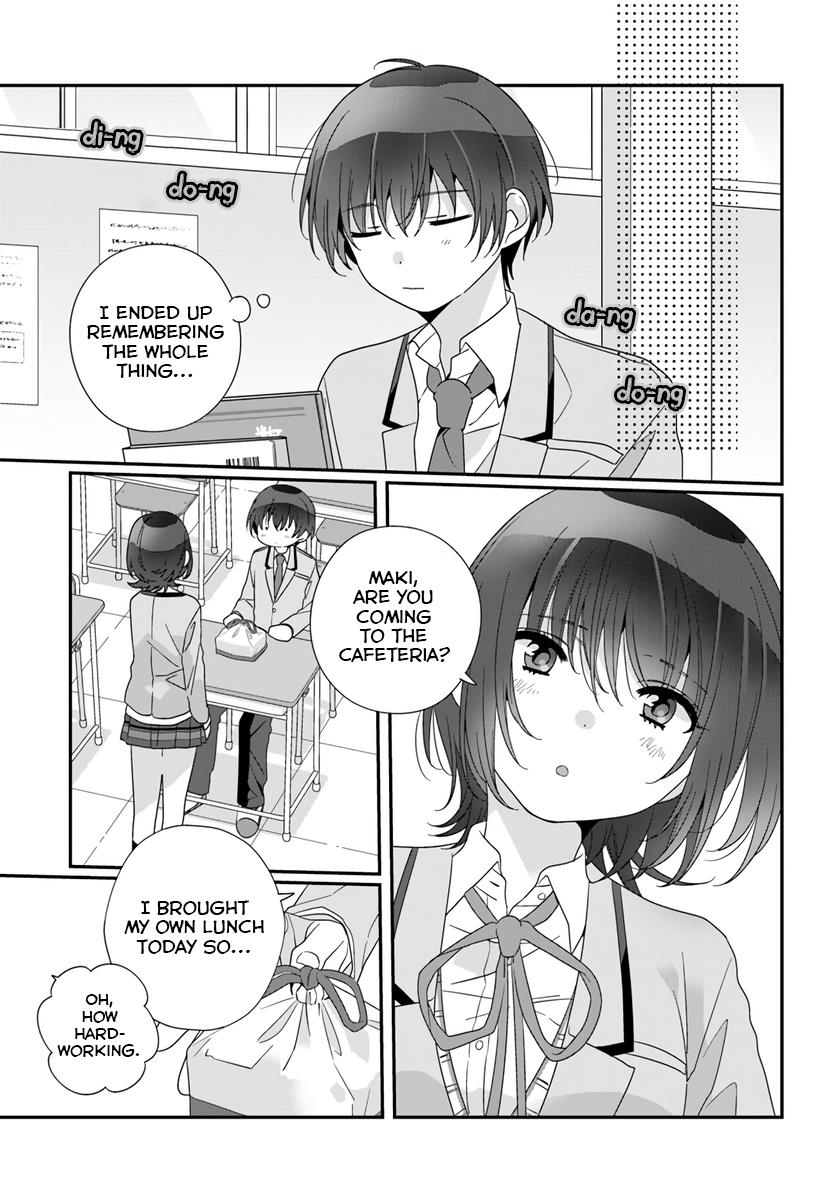 di-ng
do-ng
da-ng
do-ng
I ENDED UP
REMEMBERING
THE WHOLE
THING...
MAKI,
ARE YOU
COMING
TO THE
CAFETERIA?
I BROUGHT
MY OWN LUNCH
TODAY SO...
OH,
HOW
HARD-
WORKING.